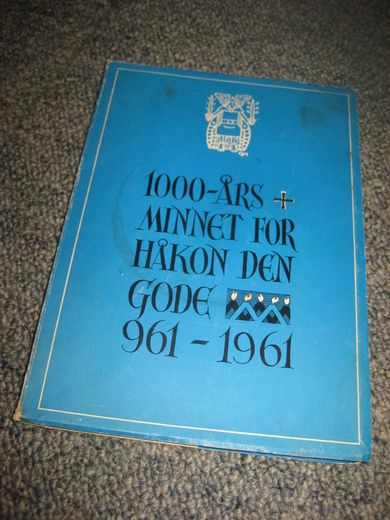 1000-ÅRS
MINNET FOR
HÅKON DEN
GODE
961 - 1961